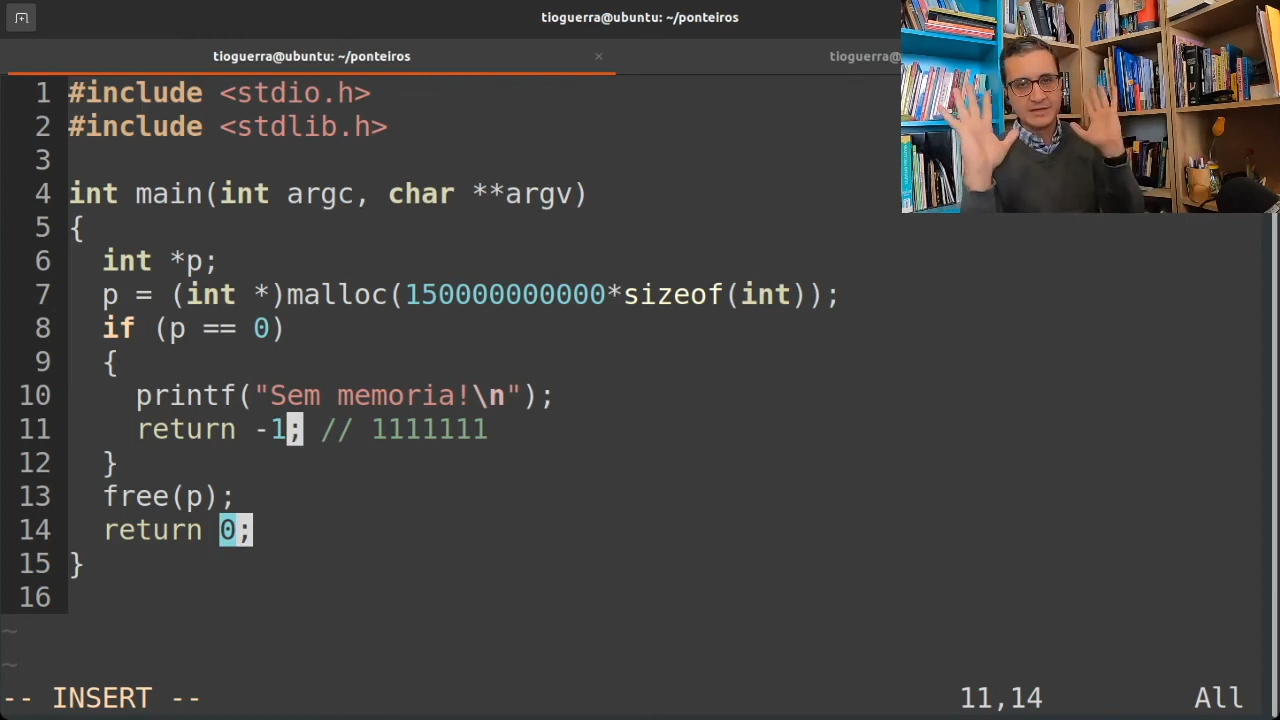 tioguerra@ubuntu: ~/ponteiros
tioguerra@ubuntu: ~/ponteiros ×
tioguerra@
1 #include <stdio.h>
2 #include <stdlib.h>
3
4 int main(int argc, char **argv)
5 {
6   int *p;
7   p = (int *)malloc(150000000000*sizeof(int));
8   if (p == 0)
9   {
10     printf("Sem memoria!\n");
11     return -1; // 1111111
12   }
13   free(p);
14   return 0;
15 }
16
~
~
-- INSERT -- 11,14 All